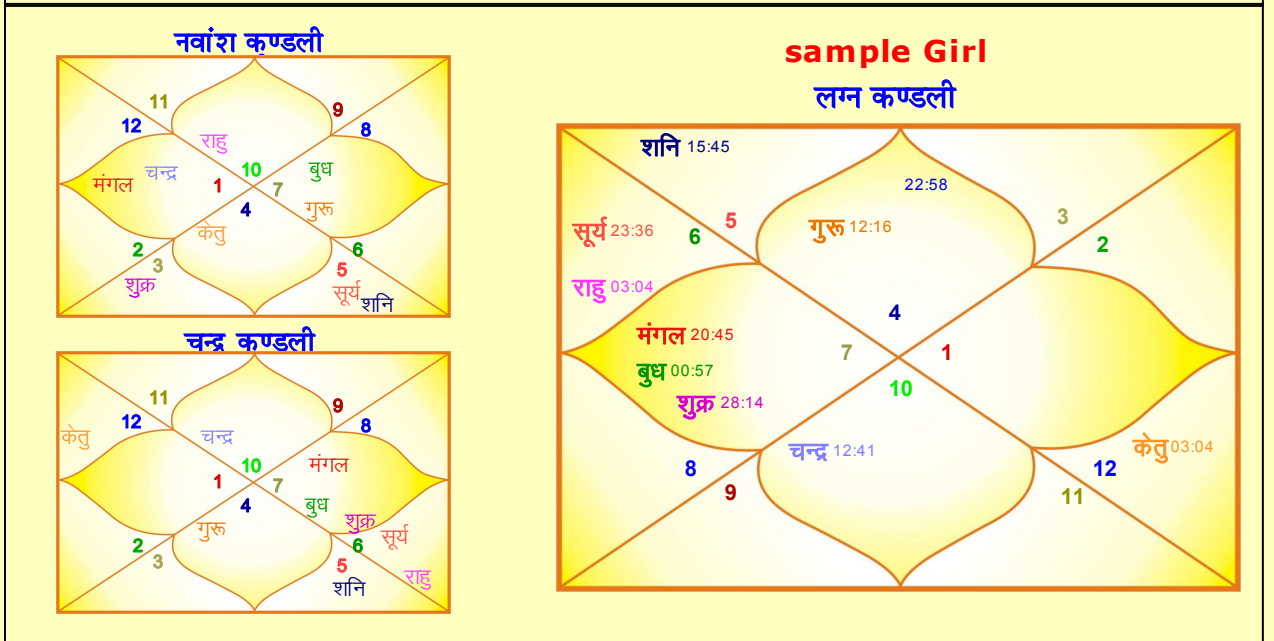 नवांश कुण्डली
11
9
12
8
राहु
10
बुध
मंगल
चन्द्र
1
7
4
गुरू
केतु
2
6
3
5
शुक्र
सूर्य
शनि
चन्द्र कुण्डली
11
9
12
8
केतु
चन्द्र
10
मंगल
1
7
4
बुध
गुरू
शुक्र
सूर्य
2
6
3
5
राहु
शनि
sample Girl
लग्न कुण्डली
शनि 15:45
22:58
5
3
सूर्य 23:36
6
गुरू 12:16
2
राहु 03:04
4
मंगल 20:45
7
1
बुध 00:57
10
शुक्र 28:14
चन्द्र 12:41
केतु 03:04
8
12
9
11